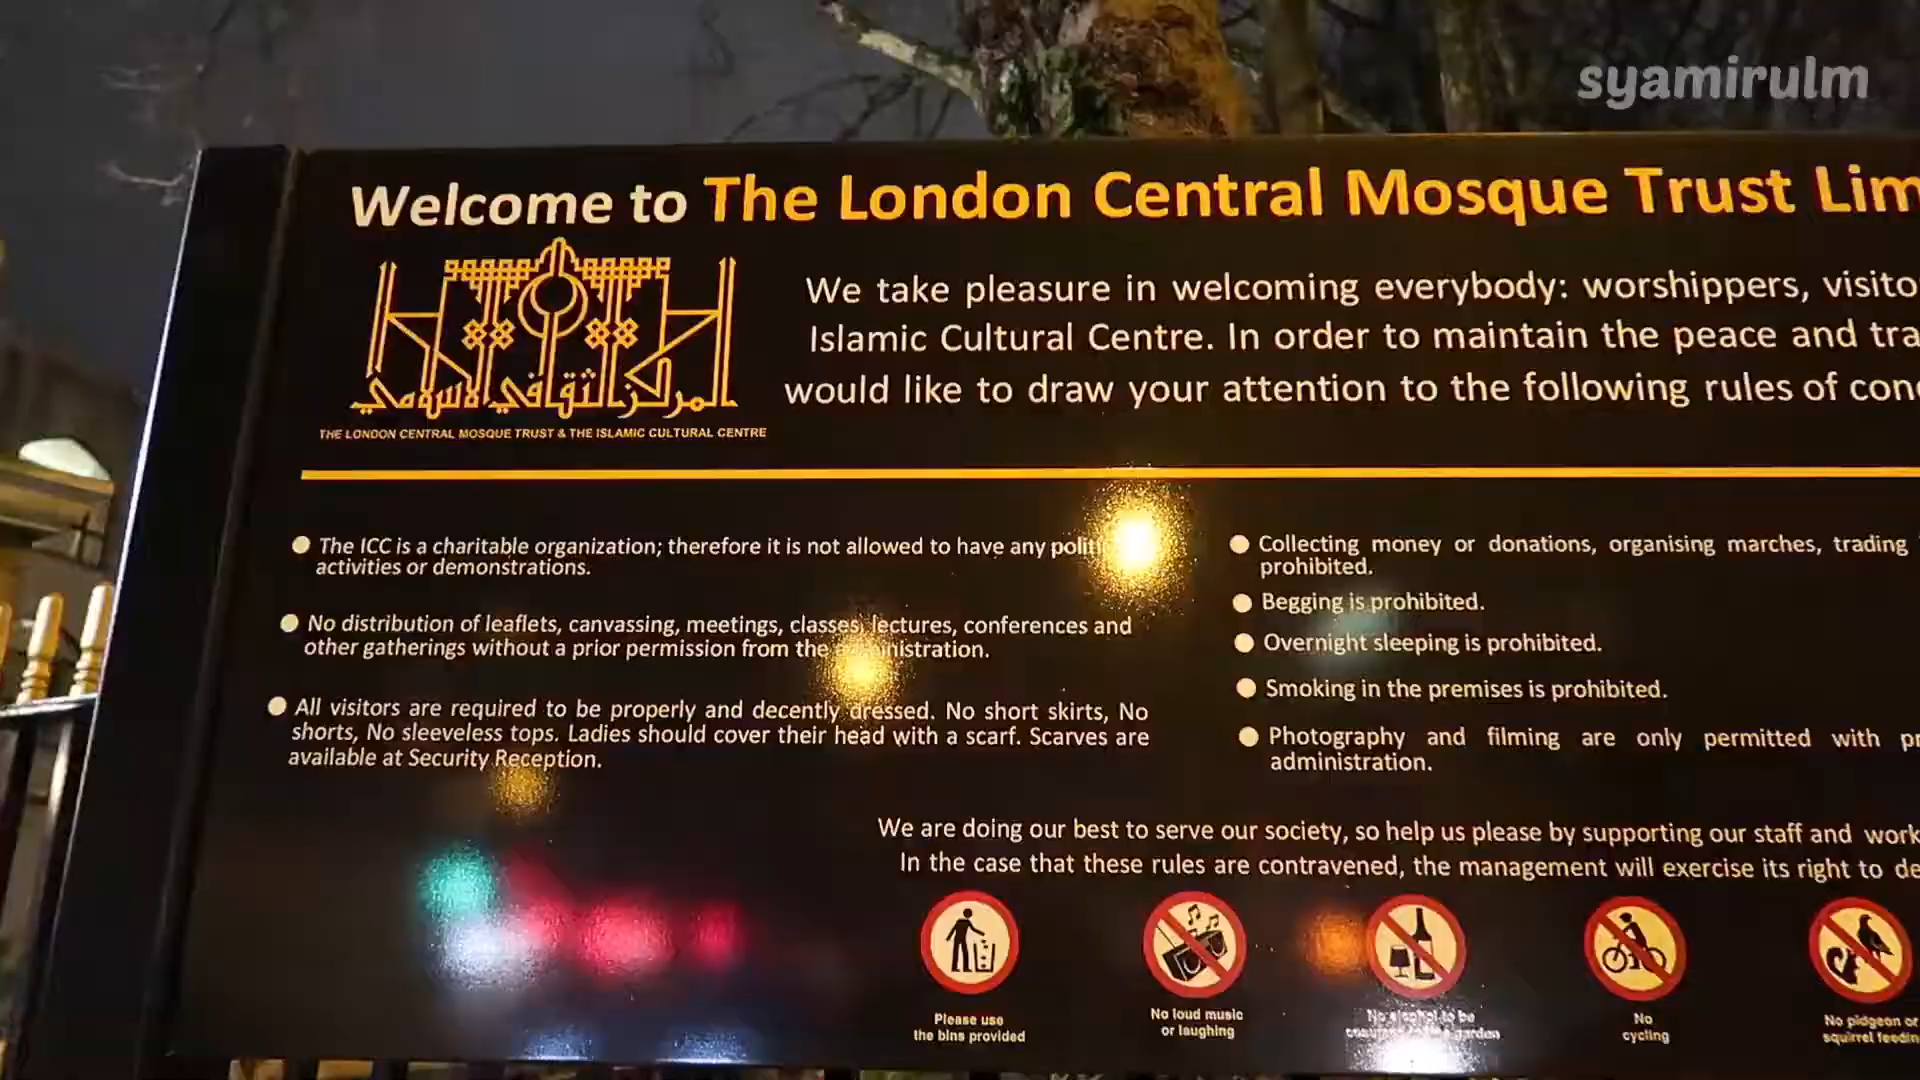 syamirulm
Welcome to The London Central Mosque Trust Lim
المركز الثقافي الإسلامي
THE LONDON CENTRAL MOSQUE TRUST & THE ISLAMIC CULTURAL CENTRE
We take pleasure in welcoming everybody: worshippers, visito
Islamic Cultural Centre. In order to maintain the peace and tra
would like to draw your attention to the following rules of con
The ICC is a charitable organization; therefore it is not allowed to have any polit
activities or demonstrations.
No distribution of leaflets, canvassing, meetings, classes, lectures, conferences and
other gatherings without a prior permission from the administration.
All visitors are required to be properly and decently dressed. No short skirts, No
shorts, No sleeveless tops. Ladies should cover their head with a scarf. Scarves are
available at Security Reception.
Collecting money or donations, organising marches, trading
prohibited.
Begging is prohibited.
Overnight sleeping is prohibited.
Smoking in the premises is prohibited.
Photography and filming are only permitted with pr
administration.
We are doing our best to serve our society, so help us please by supporting our staff and work
In the case that these rules are contravened, the management will exercise its right to de
Please use
the bins provided
No loud music
or laughing
No alcohol to be
garden
No
cycling
No pidgeon or
squirrel feedin